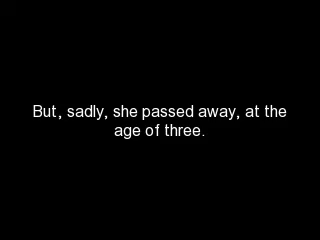 But, sadly, she passed away, at the
age of three.